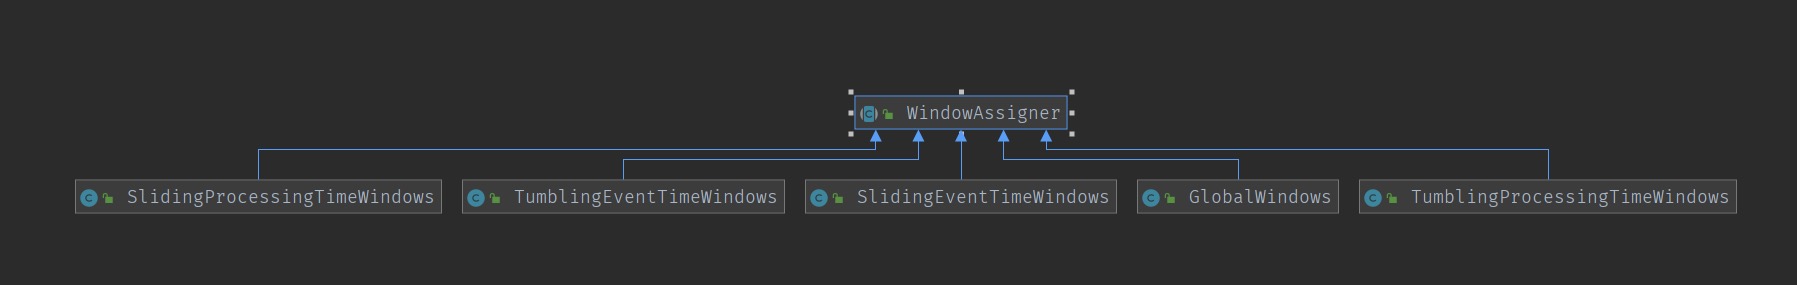 WindowAssigner
SlidingProcessingTimeWindows
TumblingEventTimeWindows
SlidingEventTimeWindows
GlobalWindows
TumblingProcessingTimeWindows